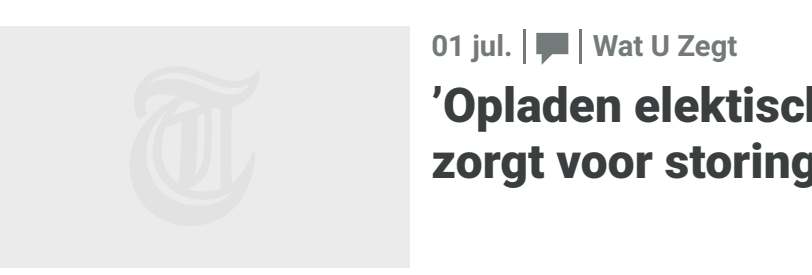 01 jul. | Wat U Zegt
’Opladen elektisch
zorgt voor storing